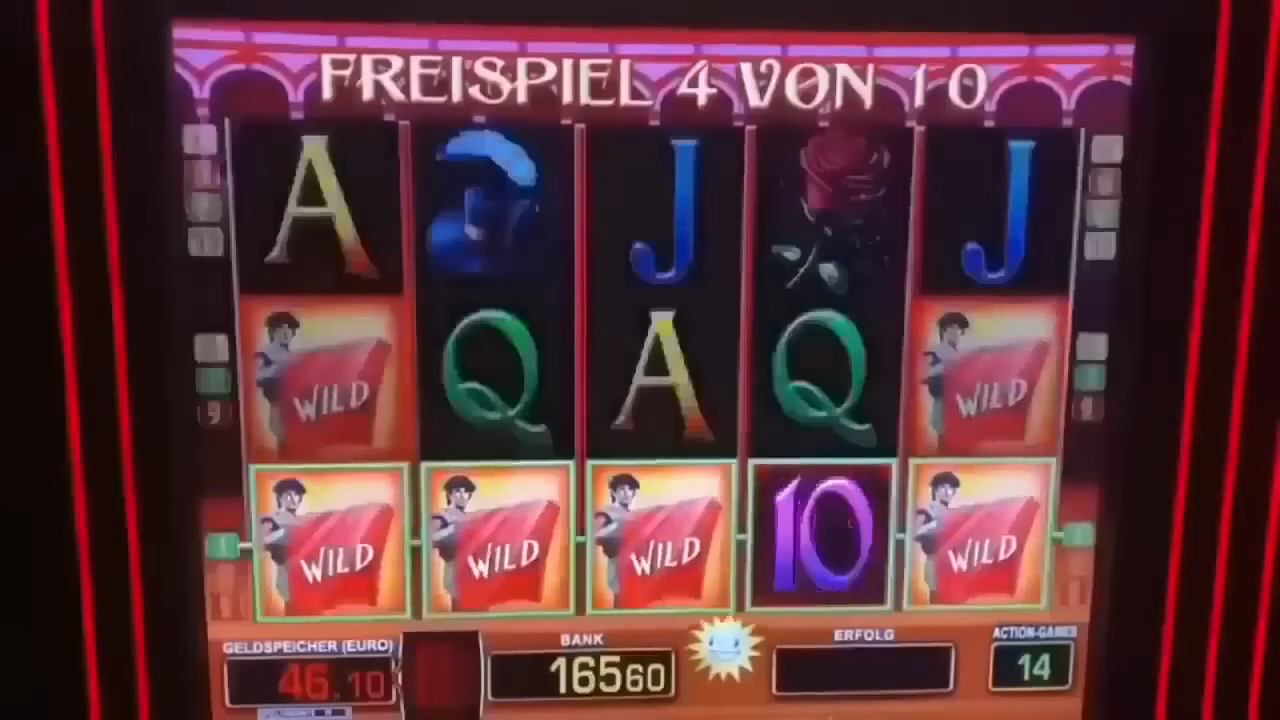 FREISPIEL 4 VON 10
A J J
WILD Q A Q WILD
9
WILD WILD WILD 10 WILD
GELDSPEICHER (EURO) BANK ERFOLG ACTION-GAMES
46.10 16560 14